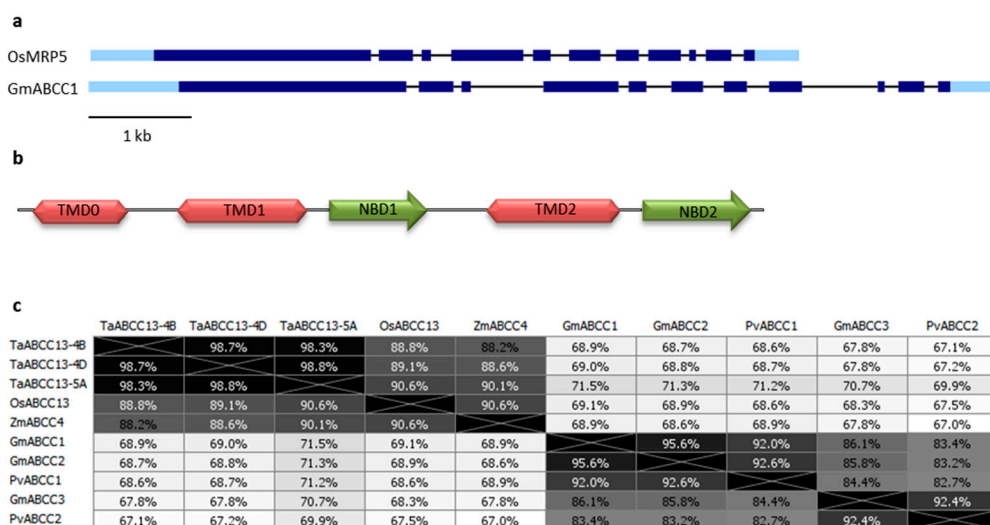 a
OsMRP5
GmABCC1
1 kb
b
TMD0 TMD1 NBD1 TMD2 NBD2
c
TaABCC13-4B TaABCC13-4D TaABCC13-5A OsABCC13 ZmABCC4 GmABCC1 GmABCC2 PvABCC1 GmABCC3 PvABCC2
TaABCC13-4B 98.7% 98.3% 88.8% 88.2% 68.9% 68.7% 68.6% 67.8% 67.1%
TaABCC13-4D 98.7% 98.8% 89.1% 88.6% 69.0% 68.8% 68.7% 67.8% 67.2%
TaABCC13-5A 98.3% 98.8% 90.6% 90.1% 71.5% 71.3% 71.2% 70.7% 69.9%
OsABCC13 88.8% 89.1% 90.6% 90.6% 69.1% 68.9% 68.6% 68.3% 67.5%
ZmABCC4 88.2% 88.6% 90.1% 90.6% 68.9% 68.6% 68.9% 67.8% 67.0%
GmABCC1 68.9% 69.0% 71.5% 69.1% 68.9% 95.6% 92.0% 86.1% 83.4%
GmABCC2 68.7% 68.8% 71.3% 68.9% 68.6% 95.6% 92.6% 85.8% 83.2%
PvABCC1 68.6% 68.7% 71.2% 68.6% 68.9% 92.0% 92.6% 84.4% 82.7%
GmABCC3 67.8% 67.8% 70.7% 68.3% 67.8% 86.1% 85.8% 84.4% 92.4%
PvABCC2 67.1% 67.2% 69.9% 67.5% 67.0% 83.4% 83.2% 82.7% 92.4%